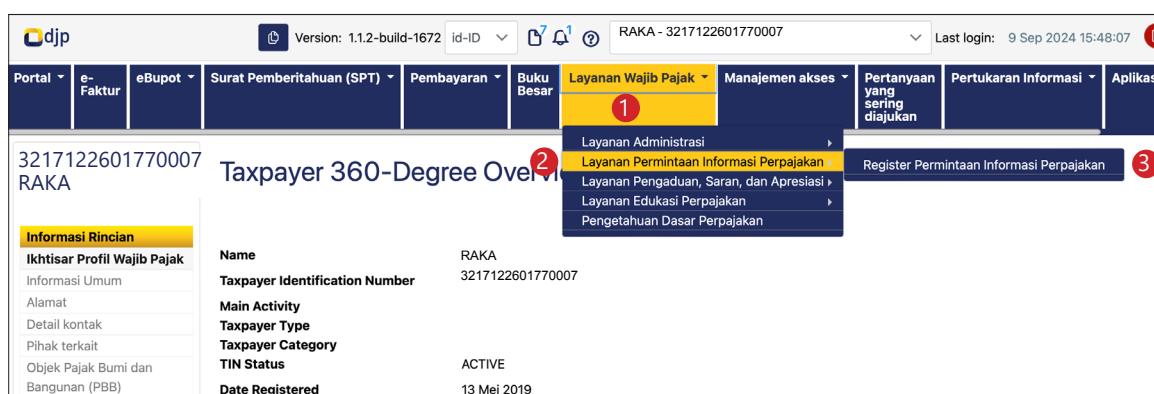 djp
Version: 1.1.2-build-1672
id-ID
7
1
RAKA - 3217122601770007
Last login: 9 Sep 2024 15:48:07
Portal
e-Faktur
eBupot
Surat Pemberitahuan (SPT)
Pembayaran
Buku Besar
Layanan Wajib Pajak
Manajemen akses
Pertanyaan yang sering diajukan
Pertukaran Informasi
Aplikas
1
Layanan Administrasi
2
Layanan Permintaan Informasi Perpajakan
Register Permintaan Informasi Perpajakan
3
Layanan Pengaduan, Saran, dan Apresiasi
Layanan Edukasi Perpajakan
Pengetahuan Dasar Perpajakan
3217122601770007
RAKA
Taxpayer 360-Degree Overvi
Informasi Rincian
Ikhtisar Profil Wajib Pajak
Informasi Umum
Alamat
Detail kontak
Pihak terkait
Objek Pajak Bumi dan
Bangunan (PBB)
Name RAKA
Taxpayer Identification Number 3217122601770007
Main Activity
Taxpayer Type
Taxpayer Category
TIN Status ACTIVE
Date Registered 13 Mei 2019